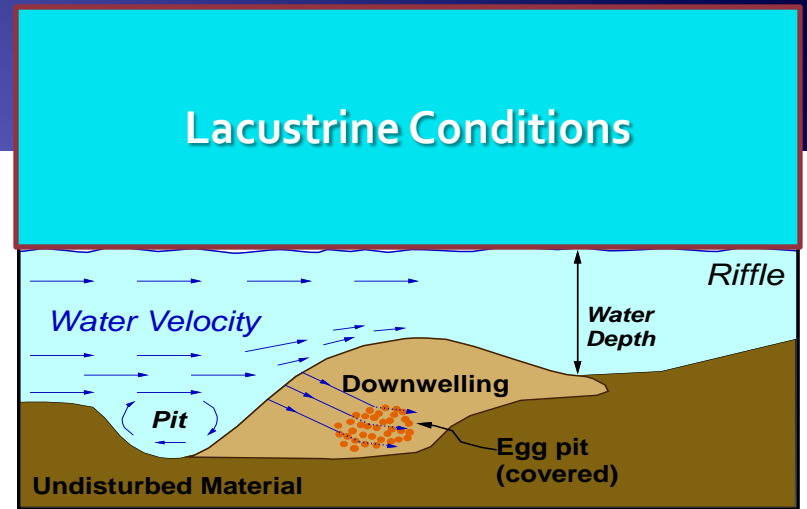 Lacustrine Conditions
Riffle
Water Velocity
Water
Depth
Downwelling
Pit
Egg pit
(covered)
Undisturbed Material